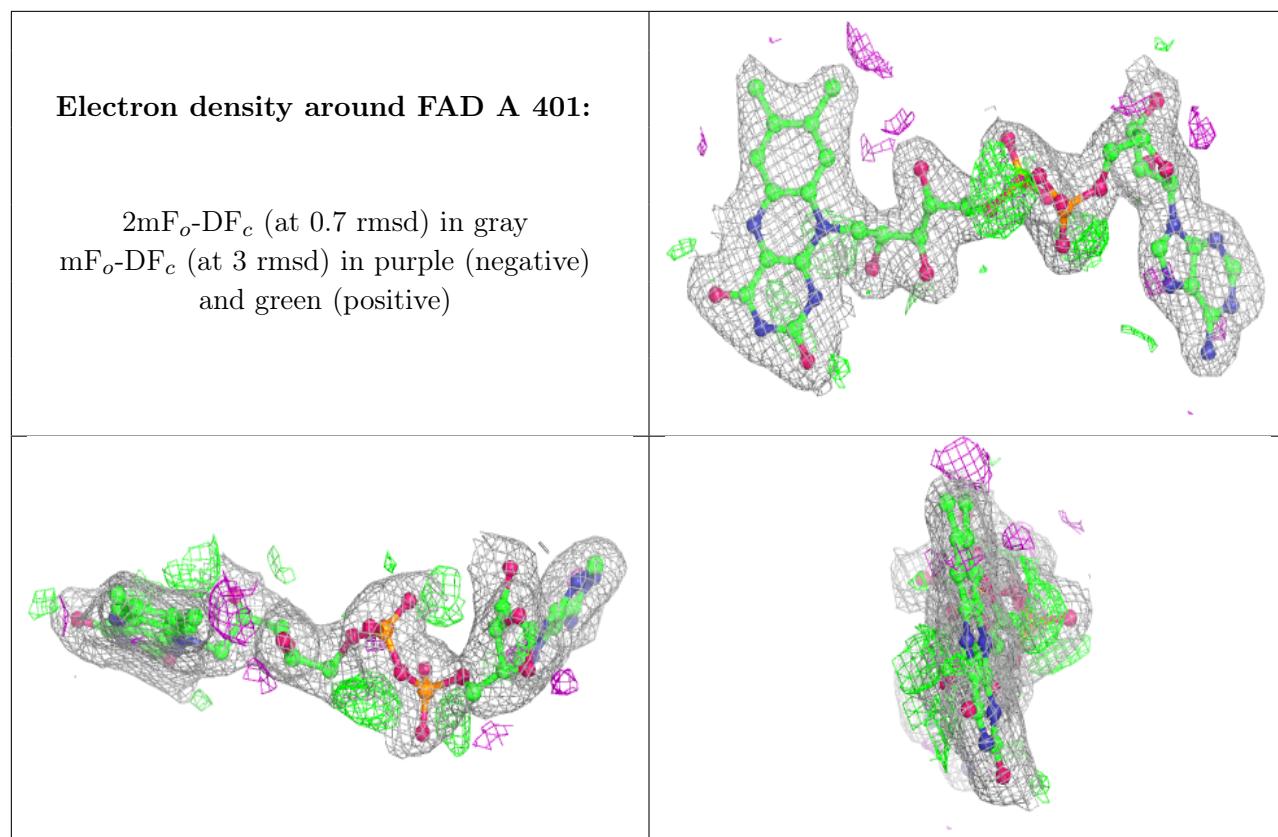 Electron density around FAD A 401:
2mFo-DFc (at 0.7 rmsd) in gray
mFo-DFc (at 3 rmsd) in purple (negative)
and green (positive)